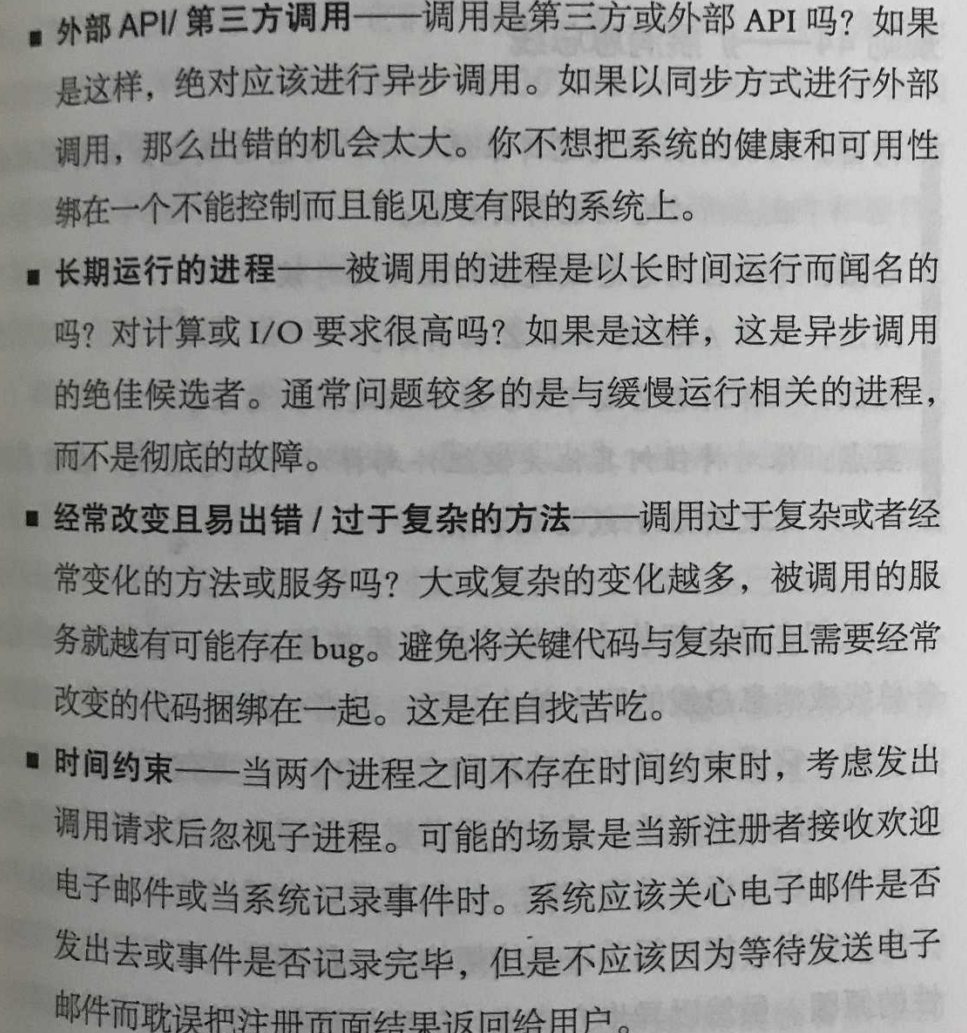 ■ 外部 API/ 第三方调用——调用是第三方或外部 API 吗？如果
是这样，绝对应该进行异步调用。如果以同步方式进行外部
调用，那么出错的机会太大。你不想把系统的健康和可用性
绑在一个不能控制而且能见度有限的系统上。
■ 长期运行的进程——被调用的进程是以长时间运行而闻名的
吗？对计算或 I/O 要求很高吗？如果是这样，这是异步调用
的绝佳候选者。通常问题较多的是与缓慢运行相关的进程，
而不是彻底的故障。
■ 经常改变且易出错 / 过于复杂的方法——调用过于复杂或者经
常变化的方法或服务吗？大或复杂的变化越多，被调用的服
务就越有可能存在 bug。避免将关键代码与复杂而且需要经常
改变的代码捆绑在一起。这是在自找苦吃。
■ 时间约束——当两个进程之间不存在时间约束时，考虑发出
调用请求后忽视子进程。可能的场景是当新注册者接收欢迎
电子邮件或当系统记录事件时。系统应该关心电子邮件是否
发出去或事件是否记录完毕，但是不应该因为等待发送电子
邮件而耽误把注册页面结果返回给用户。